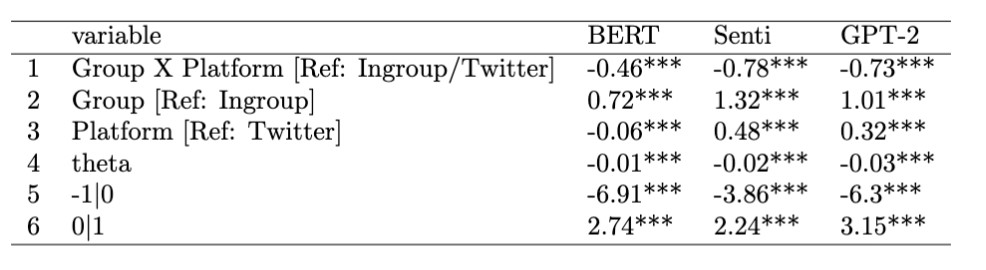 variable BERT Senti GPT-2
1 Group X Platform [Ref: Ingroup/Twitter] -0.46*** -0.78*** -0.73***
2 Group [Ref: Ingroup] 0.72*** 1.32*** 1.01***
3 Platform [Ref: Twitter] -0.06*** 0.48*** 0.32***
4 theta -0.01*** -0.02*** -0.03***
5 -1|0 -6.91*** -3.86*** -6.3***
6 0|1 2.74*** 2.24*** 3.15***